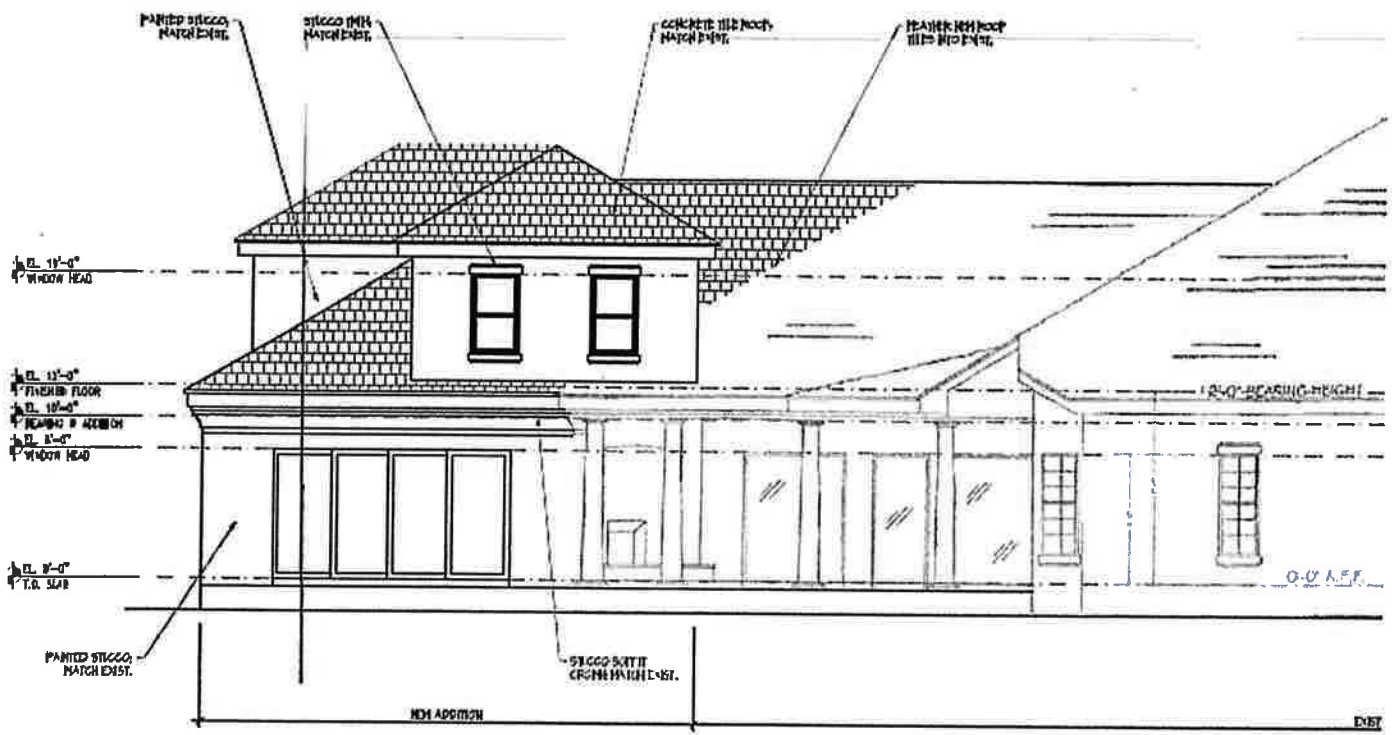 PAINTED STUCCO,
MATCH EXIST.
STUCCO TRIM,
MATCH EXIST.
CONCRETE TILE ROOF,
MATCH EXIST.
FEATHER NEW ROOF
TILES INTO EXIST.
EL. 19'-0"
WINDOW HEAD
EL. 12'-0"
FINISHED FLOOR
EL. 10'-0"
BEARING @ ADDITION
EL. 8'-0"
WINDOW HEAD
EL. 0'-0"
T.O. SLAB
BEARING HEIGHT
0'-0" A.F.F.
PAINTED STUCCO,
MATCH EXIST.
STUCCO SOFFIT
MATCH EXIST.
NEW ADDITION
EXIST